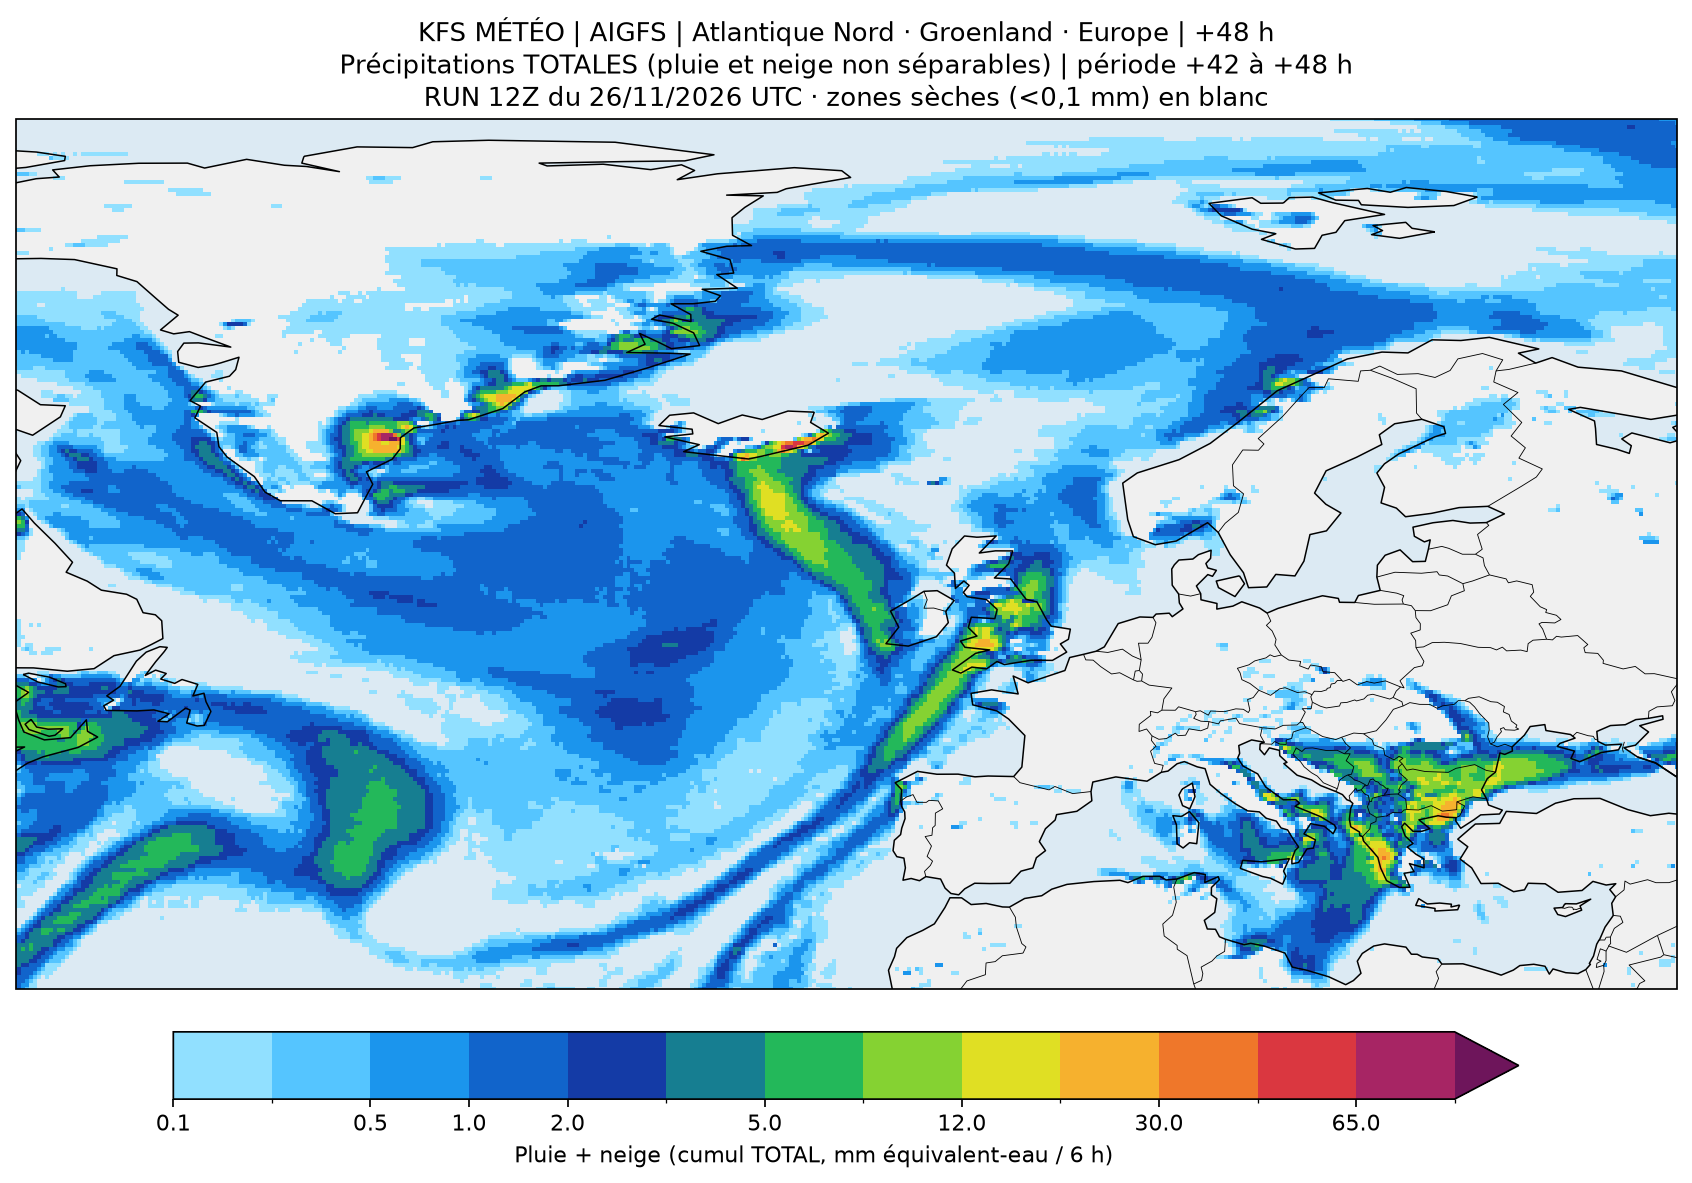 KFS MÉTÉO | AIGFS | Atlantique Nord · Groenland · Europe | +48 h
Précipitations TOTALES (pluie et neige non séparables) | période +42 à +48 h
RUN 12Z du 26/11/2026 UTC · zones sèches (<0,1 mm) en blanc
0.1 0.5 1.0 2.0 5.0 12.0 30.0 65.0
Pluie + neige (cumul TOTAL, mm équivalent-eau / 6 h)